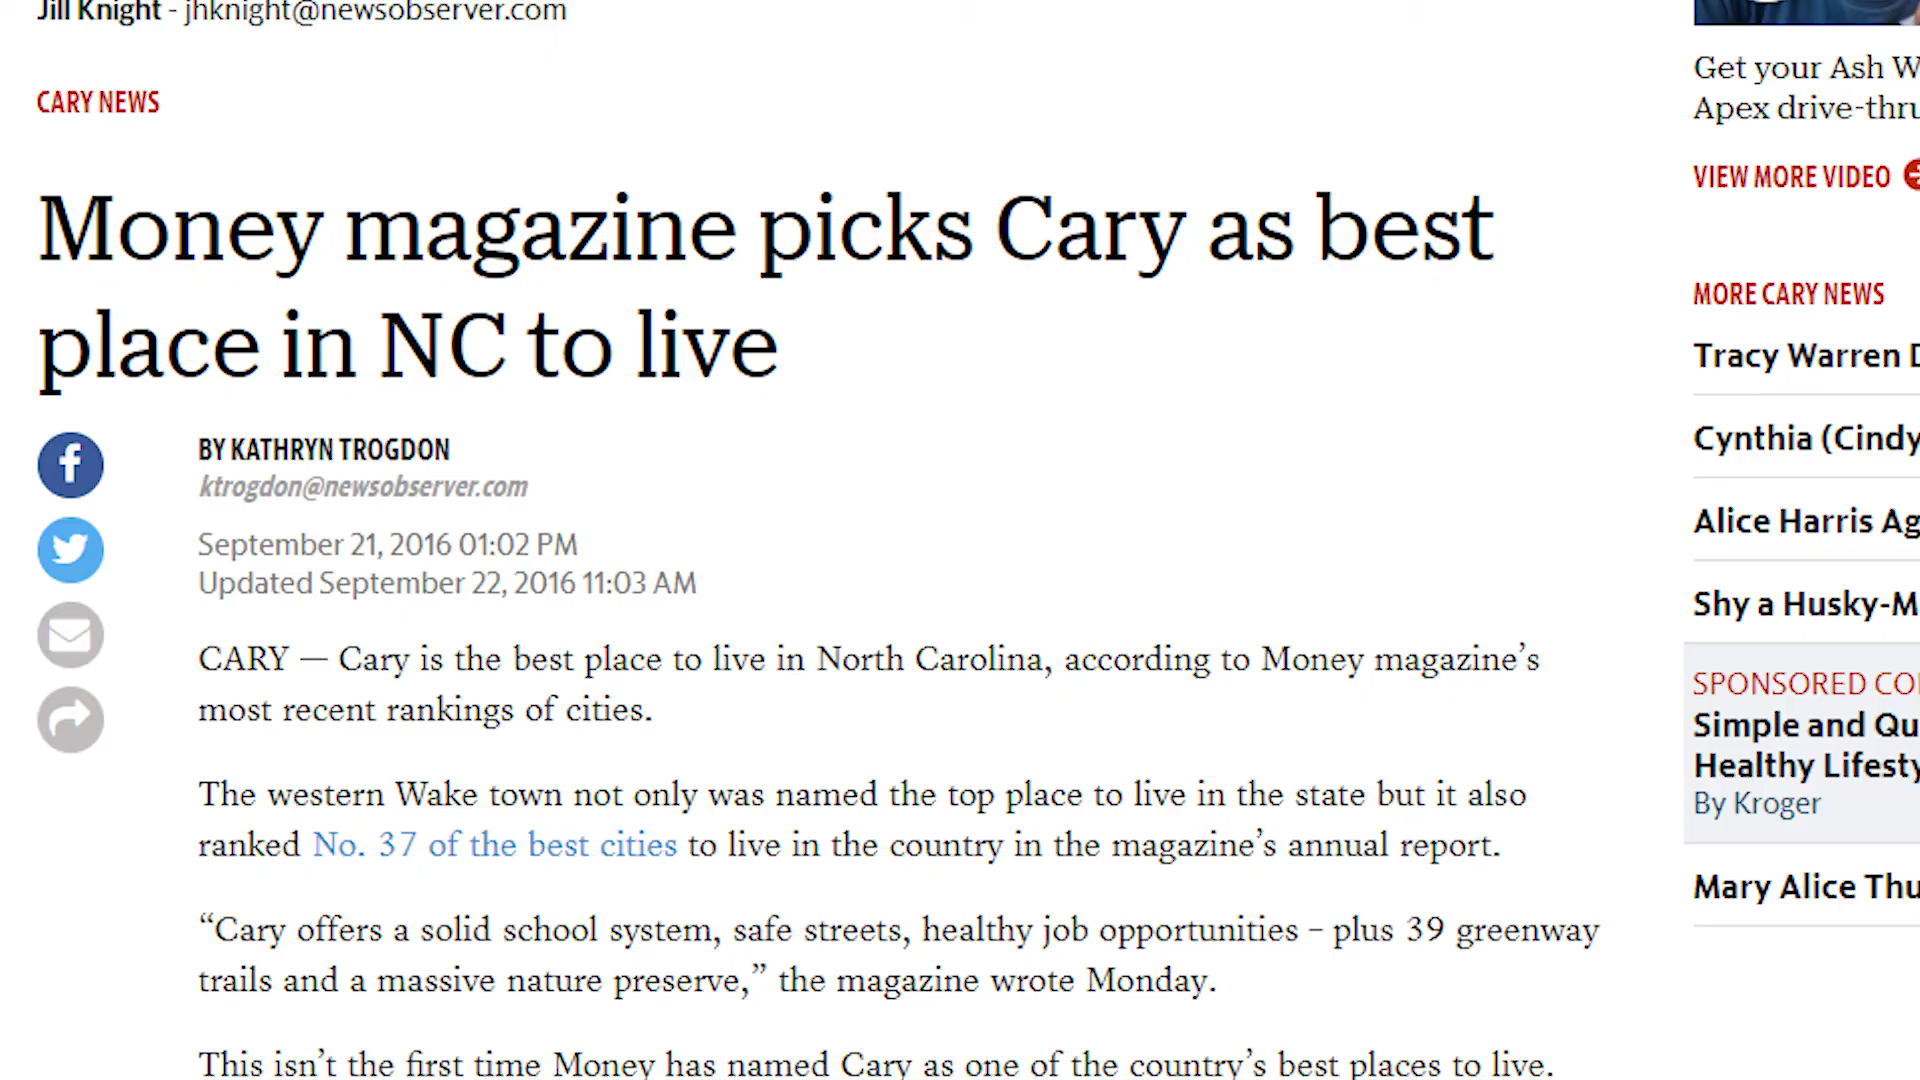 Jill Knight - jhknight@newsobserver.com
CARY NEWS
Money magazine picks Cary as best
place in NC to live
BY KATHRYN TROGDON
ktrogdon@newsobserver.com
September 21, 2016 01:02 PM
Updated September 22, 2016 11:03 AM
CARY — Cary is the best place to live in North Carolina, according to Money magazine’s
most recent rankings of cities.
The western Wake town not only was named the top place to live in the state but it also
ranked No. 37 of the best cities to live in the country in the magazine’s annual report.
“Cary offers a solid school system, safe streets, healthy job opportunities – plus 39 greenway
trails and a massive nature preserve,” the magazine wrote Monday.
This isn’t the first time Money has named Cary as one of the country’s best places to live.
Get your Ash W
Apex drive-thru
VIEW MORE VIDEO
MORE CARY NEWS
Tracy Warren D
Cynthia (Cindy
Alice Harris Ag
Shy a Husky-M
SPONSORED CO
Simple and Qu
Healthy Lifesty
By Kroger
Mary Alice Thu